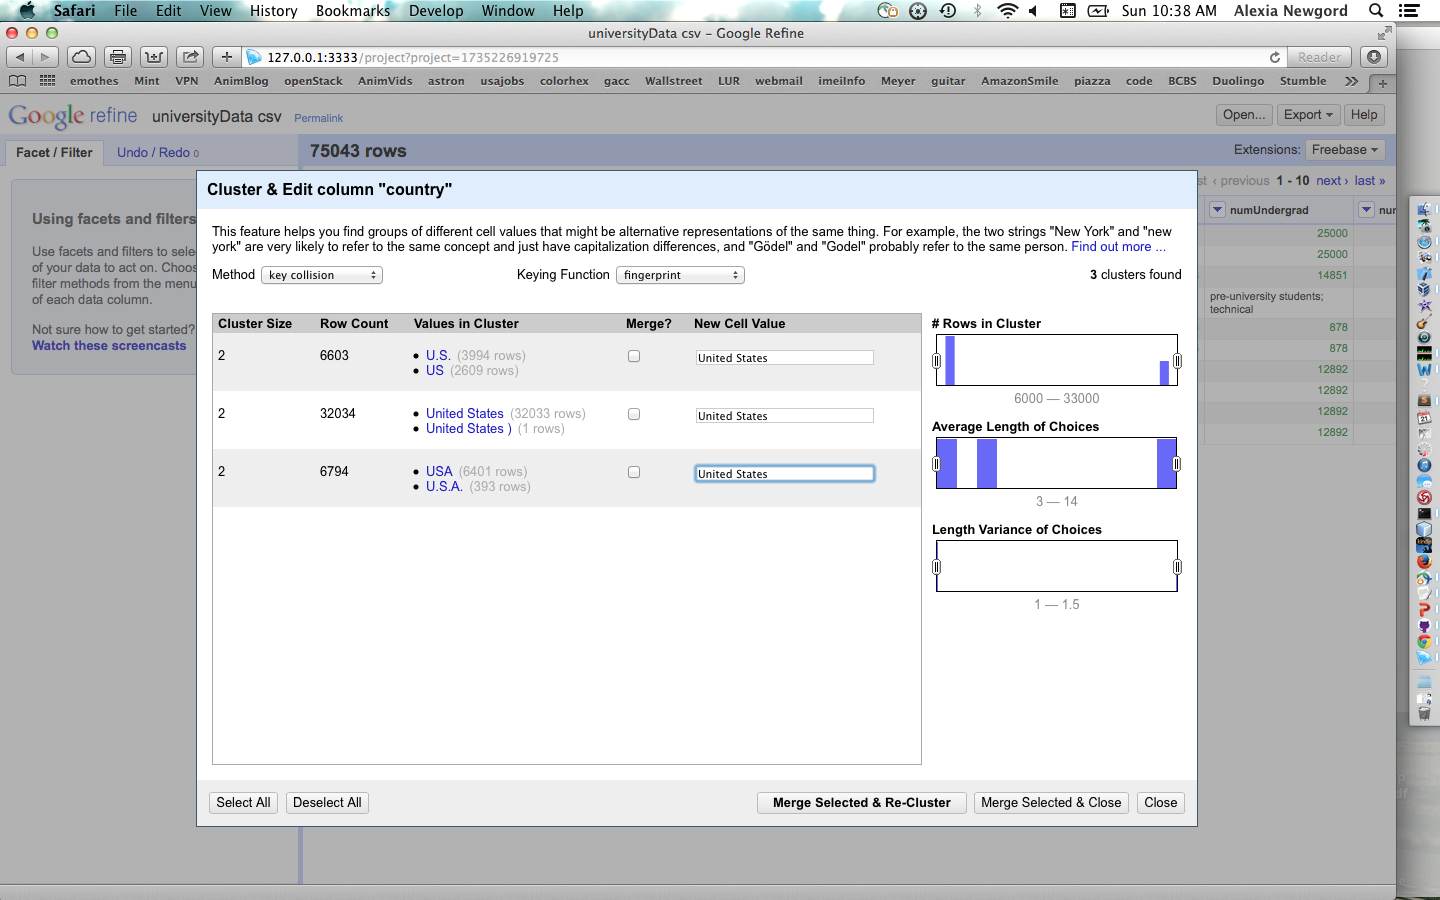 Safari File Edit View History Bookmarks Develop Window Help Sun 10:38 AM Alexia Newgord
universityData csv – Google Refine
127.0.0.1:3333/project?project=1735226919725 Reader
emothes Mint VPN AnimBlog openStack AnimVids astron usajobs colorhex gacc Wallstreet LUR webmail imeiInfo Meyer guitar AmazonSmile piazza code BCBS Duolingo Stumble »
Google refine universityData csv Permalink Open... Export Help
Facet / Filter Undo / Redo 0 75043 rows Extensions: Freebase
‹ previous 1 - 10 next › last »
Cluster & Edit column "country"
numUndergrad
Using facets and filters
Use facets and filters to
of your data to act on.
filter methods from the menu
of each data column.
Not sure how to get started?
Watch these screencasts
This feature helps you find groups of different cell values that might be alternative representations of the same thing. For example, the two strings "New York" and "new
york" are very likely to refer to the same concept and just have capitalization differences, and "Gödel" and "Godel" probably refer to the same person. Find out more ...
Method key collision Keying Function fingerprint 3 clusters found
Cluster Size Row Count Values in Cluster Merge? New Cell Value
2 6603 U.S. (3994 rows) United States
US (2609 rows)
2 32034 United States (32033 rows) United States
United States ) (1 rows)
2 6794 USA (6401 rows) United States
U.S.A. (393 rows)
# Rows in Cluster
6000 — 33000
Average Length of Choices
3 — 14
Length Variance of Choices
1 — 1.5
25000
25000
14851
pre-university students;
technical
878
878
12892
12892
12892
12892
Select All Deselect All Merge Selected & Re-Cluster Merge Selected & Close Close